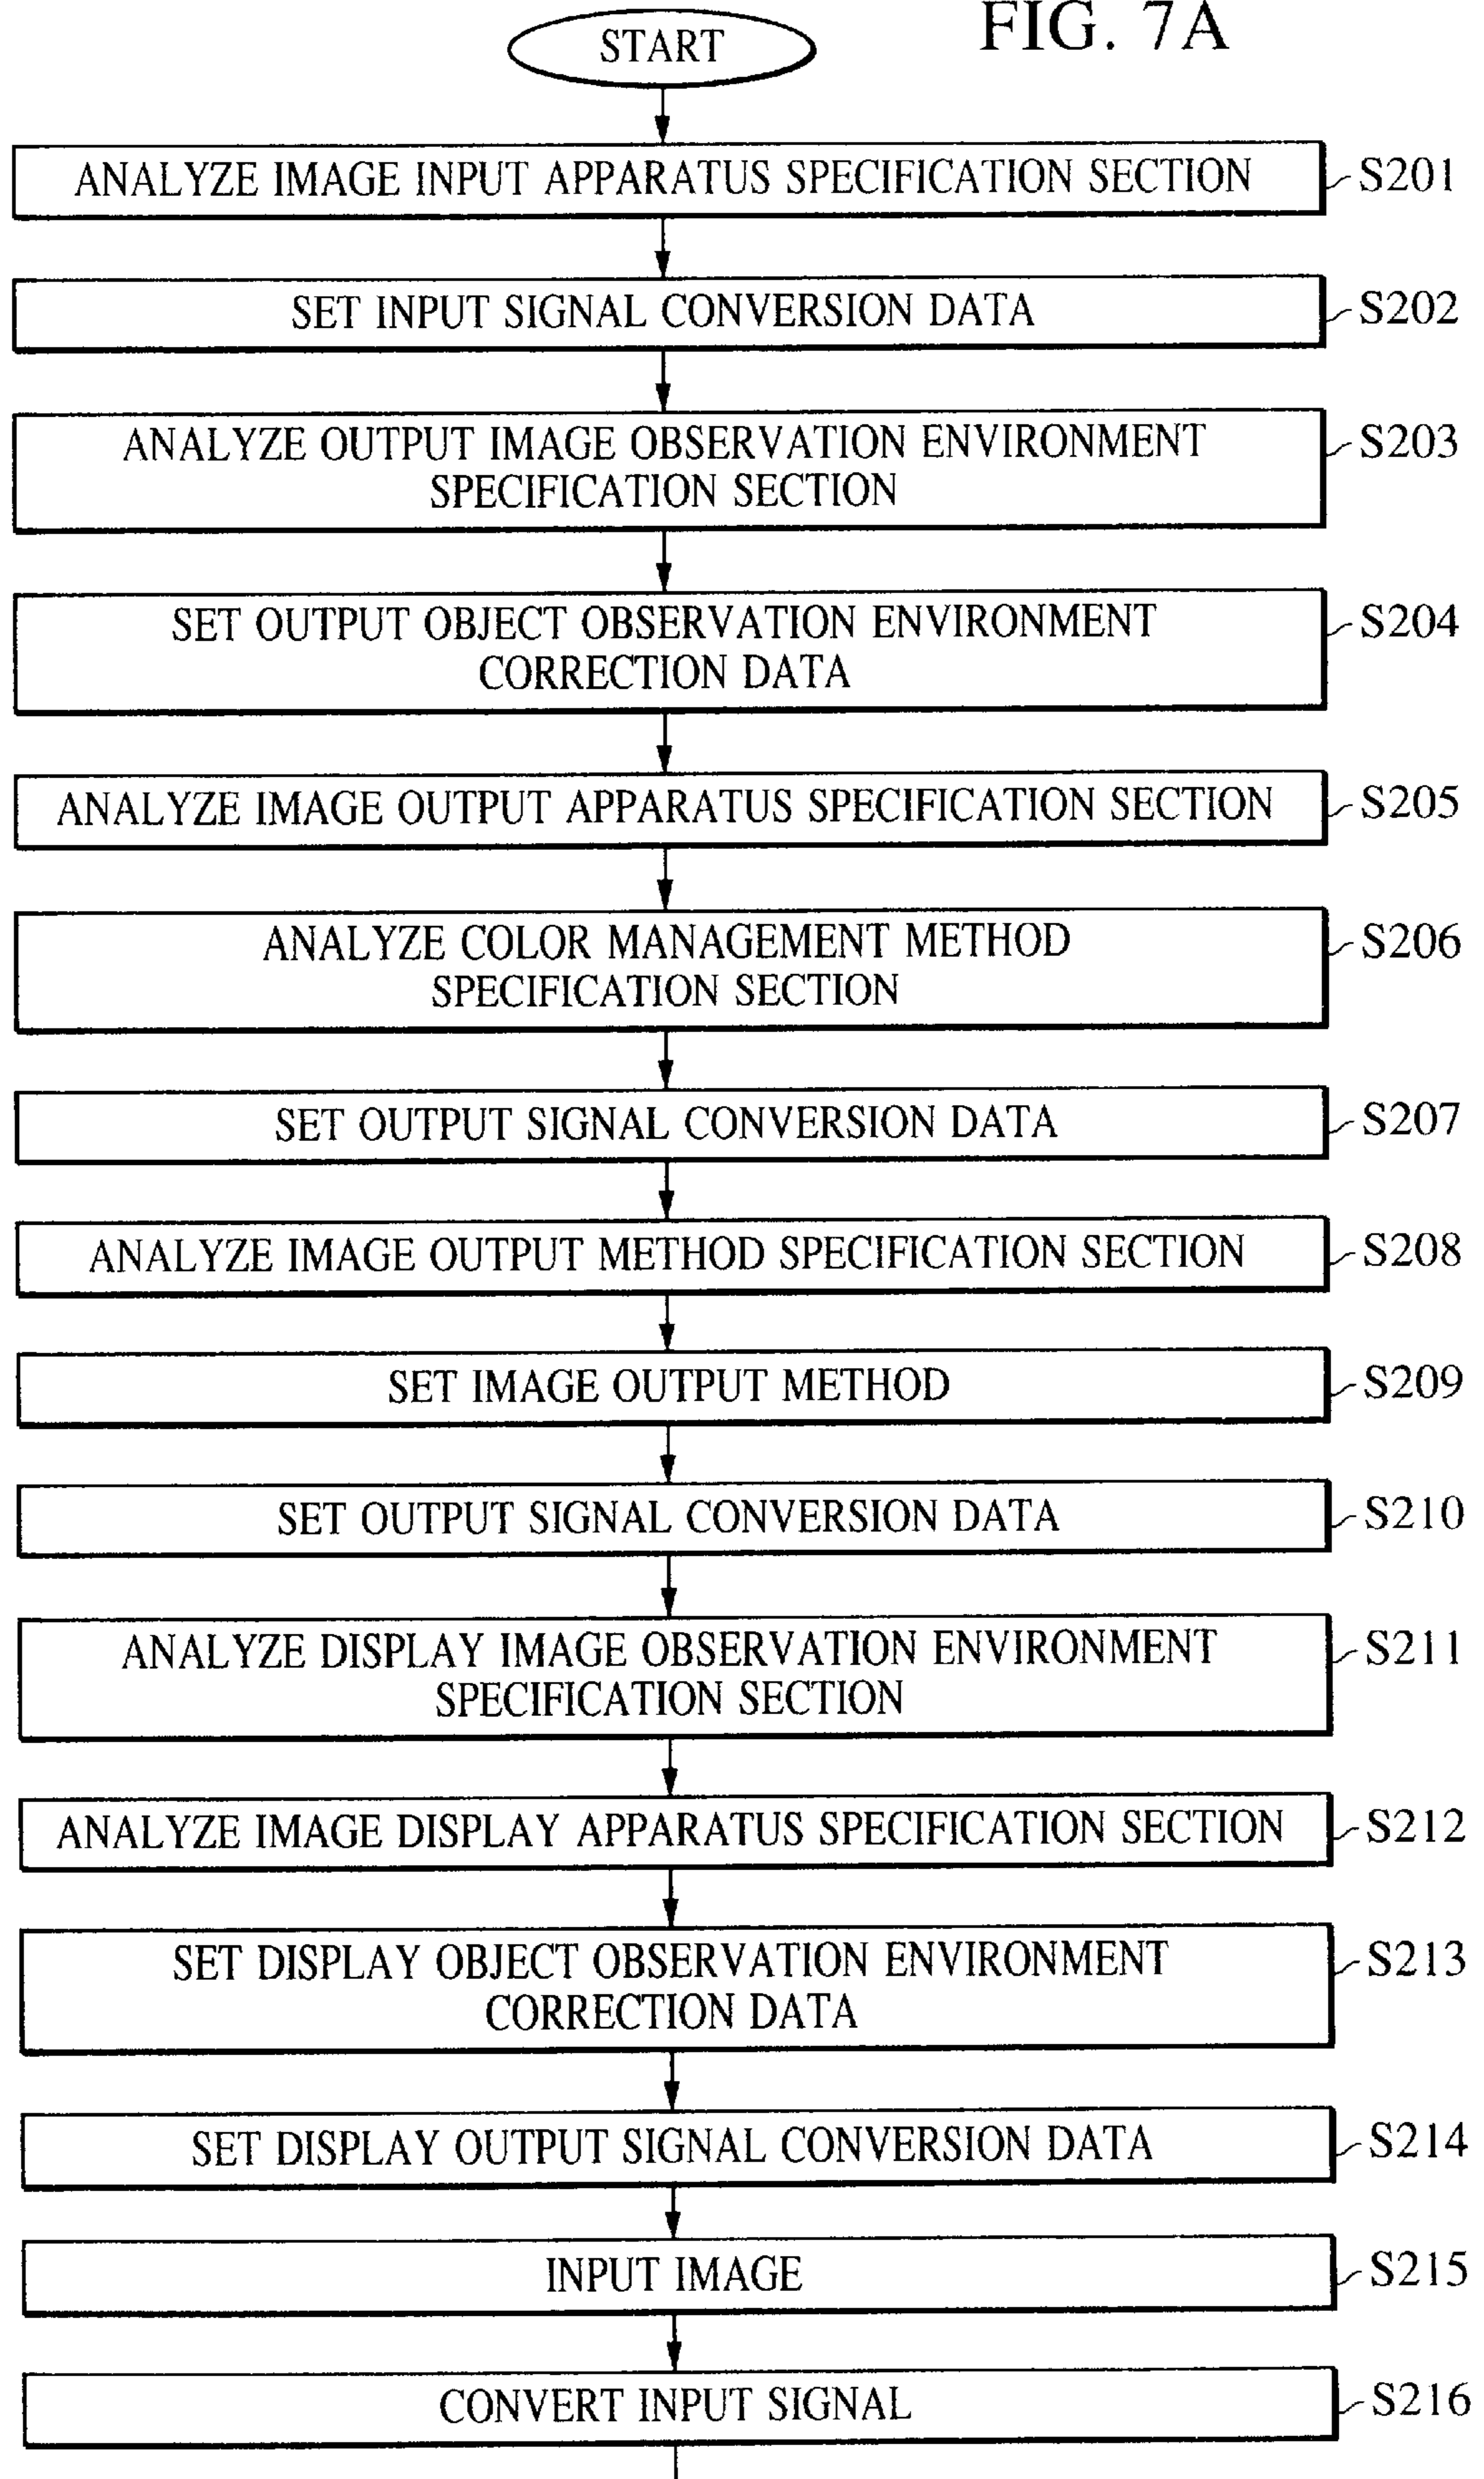 FIG. 7A
START
ANALYZE IMAGE INPUT APPARATUS SPECIFICATION SECTION
S201
SET INPUT SIGNAL CONVERSION DATA
S202
ANALYZE OUTPUT IMAGE OBSERVATION ENVIRONMENT
SPECIFICATION SECTION
S203
SET OUTPUT OBJECT OBSERVATION ENVIRONMENT
CORRECTION DATA
S204
ANALYZE IMAGE OUTPUT APPARATUS SPECIFICATION SECTION
S205
ANALYZE COLOR MANAGEMENT METHOD
SPECIFICATION SECTION
S206
SET OUTPUT SIGNAL CONVERSION DATA
S207
ANALYZE IMAGE OUTPUT METHOD SPECIFICATION SECTION
S208
SET IMAGE OUTPUT METHOD
S209
SET OUTPUT SIGNAL CONVERSION DATA
S210
ANALYZE DISPLAY IMAGE OBSERVATION ENVIRONMENT
SPECIFICATION SECTION
S211
ANALYZE IMAGE DISPLAY APPARATUS SPECIFICATION SECTION
S212
SET DISPLAY OBJECT OBSERVATION ENVIRONMENT
CORRECTION DATA
S213
SET DISPLAY OUTPUT SIGNAL CONVERSION DATA
S214
INPUT IMAGE
S215
CONVERT INPUT SIGNAL
S216